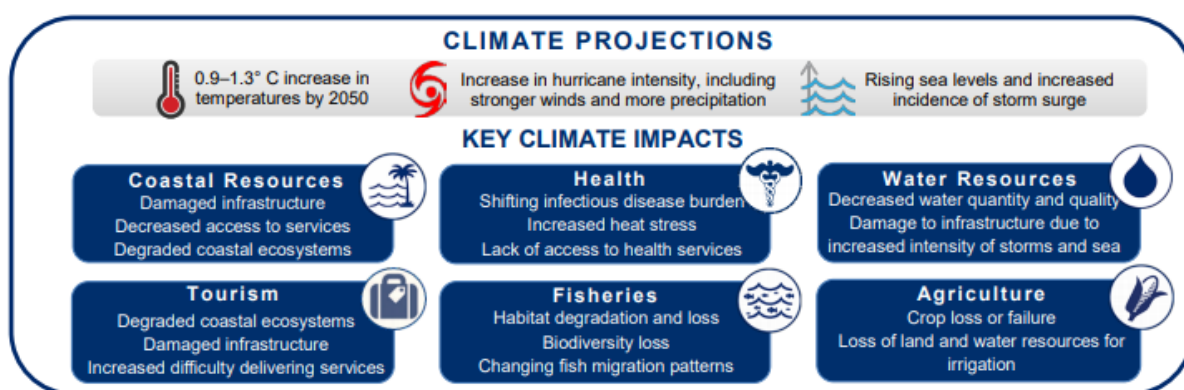 CLIMATE PROJECTIONS
0.9–1.3° C increase in
temperatures by 2050
Increase in hurricane intensity, including
stronger winds and more precipitation
Rising sea levels and increased
incidence of storm surge
KEY CLIMATE IMPACTS
Coastal Resources
Damaged infrastructure
Decreased access to services
Degraded coastal ecosystems
Health
Shifting infectious disease burden
Increased heat stress
Lack of access to health services
Water Resources
Decreased water quantity and quality
Damage to infrastructure due to
increased intensity of storms and sea
Tourism
Degraded coastal ecosystems
Damaged infrastructure
Increased difficulty delivering services
Fisheries
Habitat degradation and loss
Biodiversity loss
Changing fish migration patterns
Agriculture
Crop loss or failure
Loss of land and water resources for
irrigation